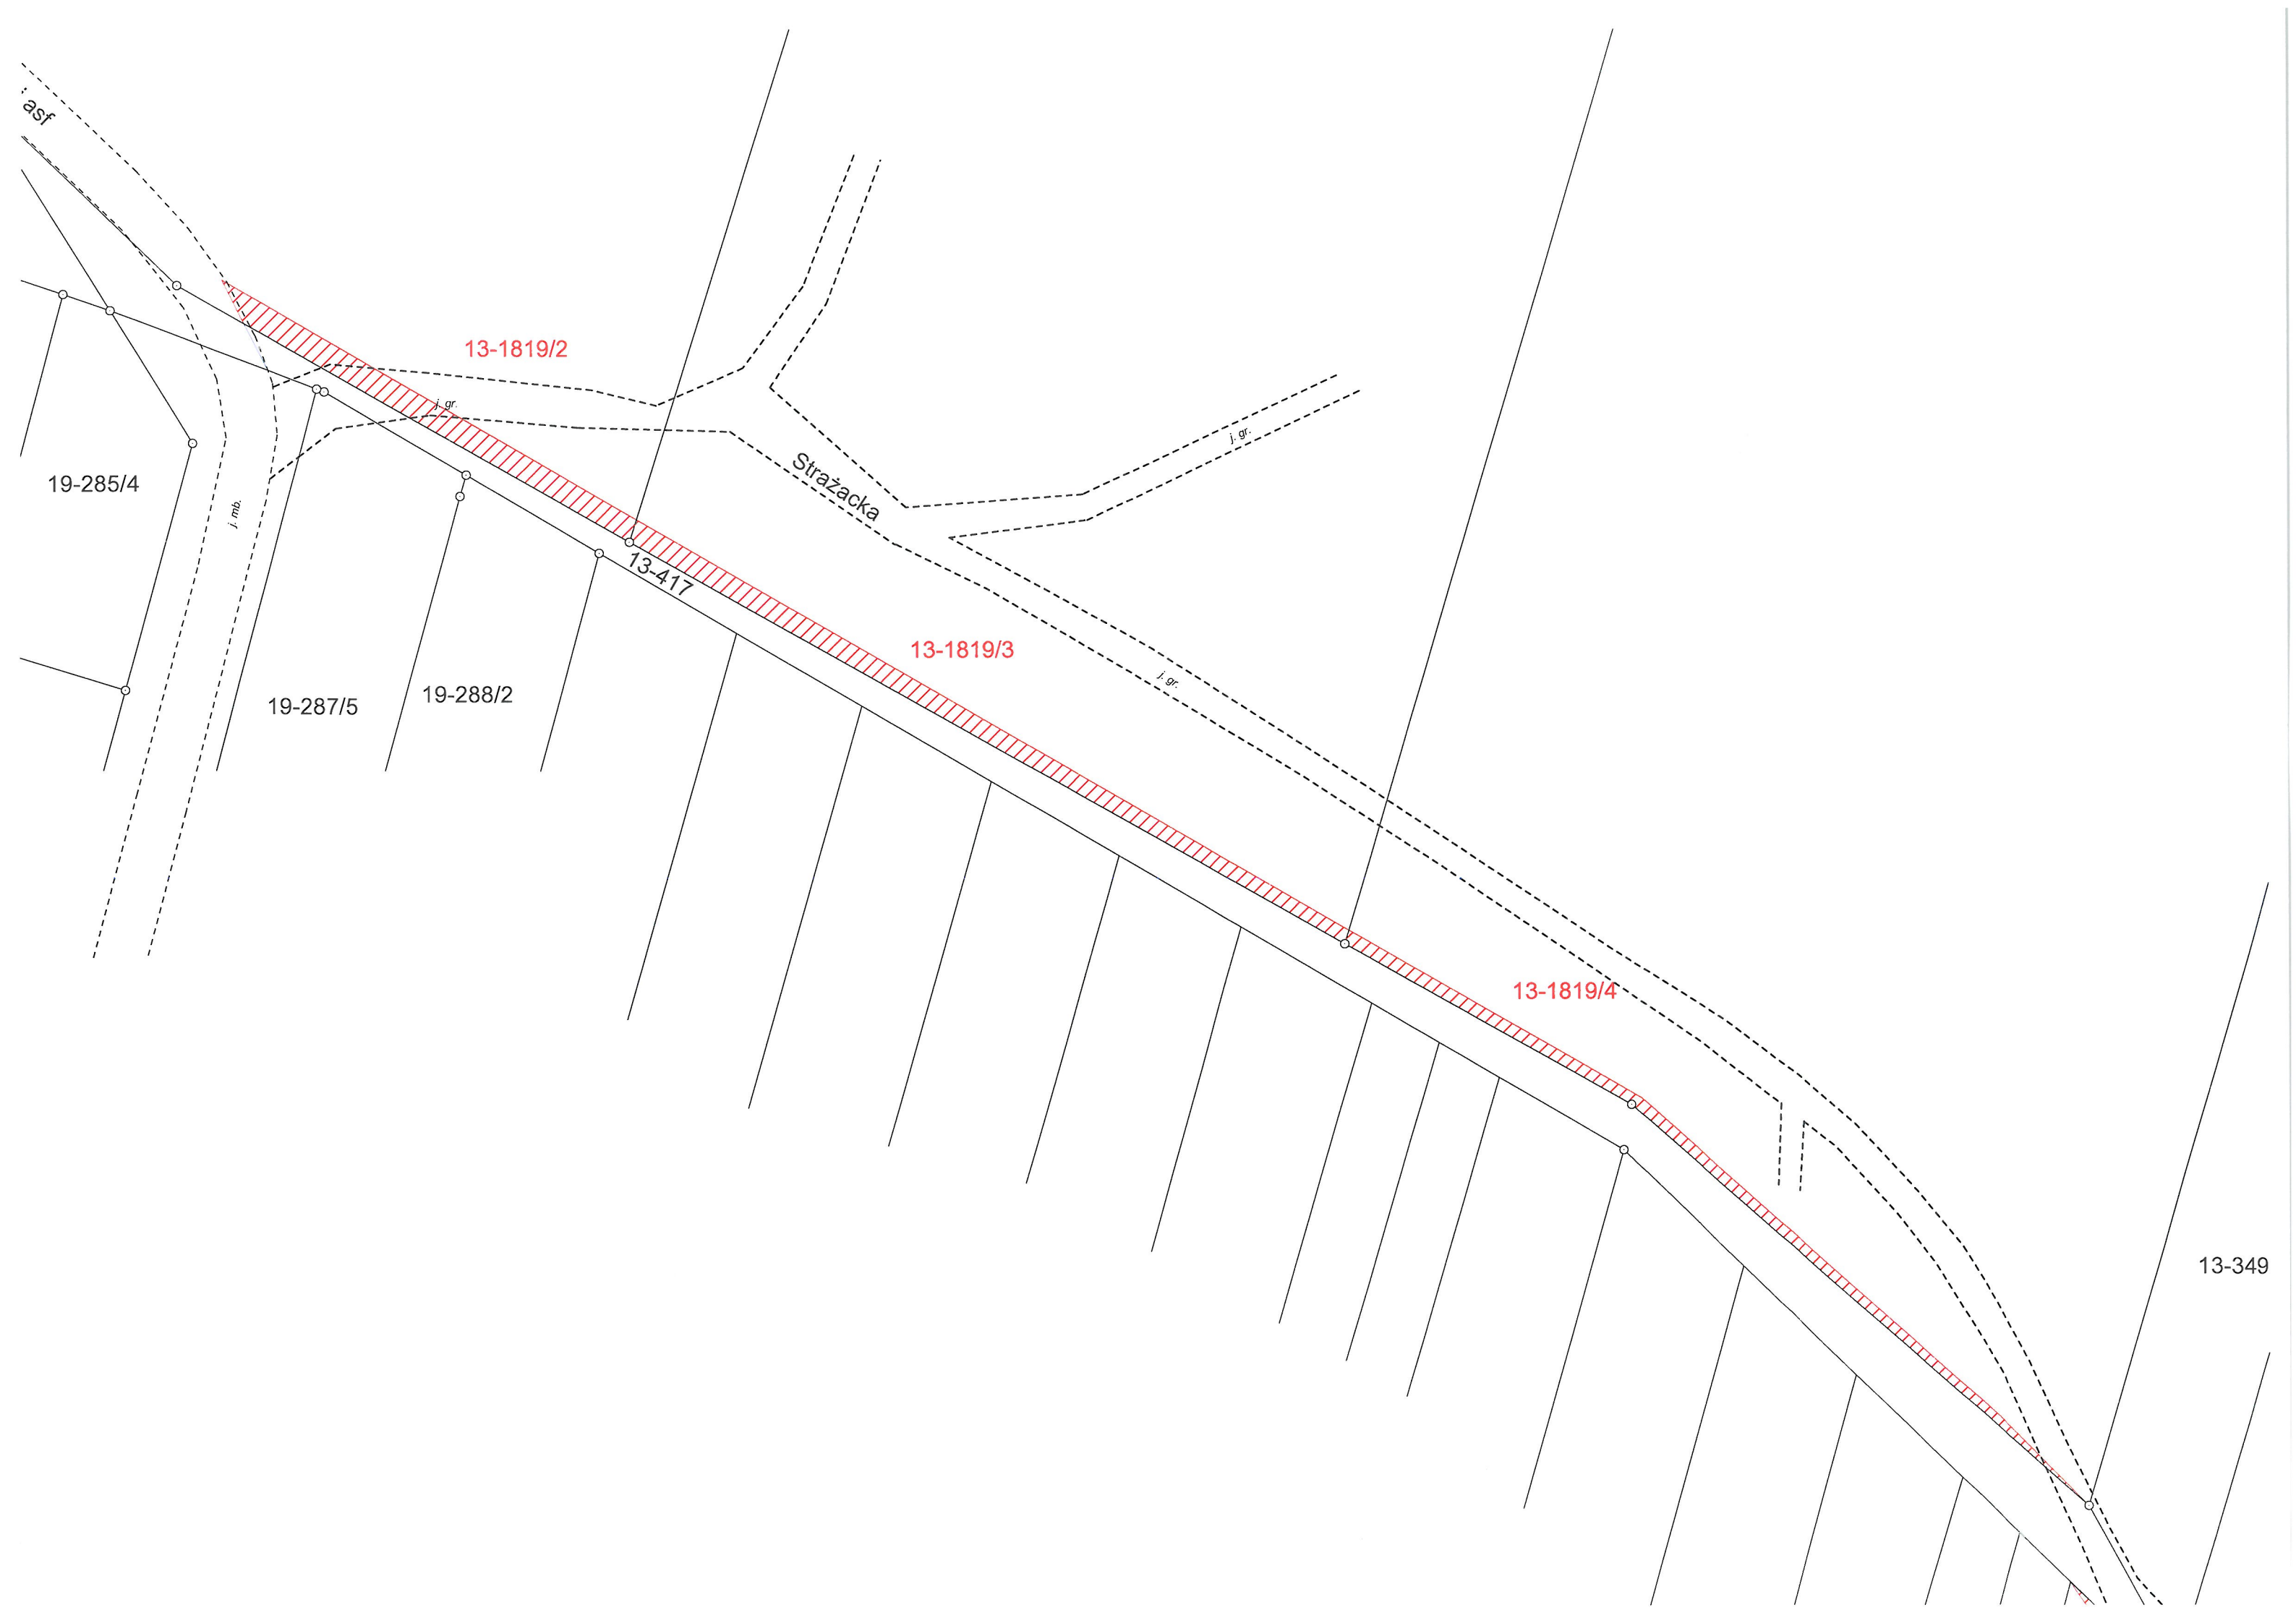 asf
13-1819/2
j. gr.
j. gr.
Strażacka
19-285/4
j. mb.
13-417
13-1819/3
j. gr.
19-287/5
19-288/2
13-1819/4
13-349